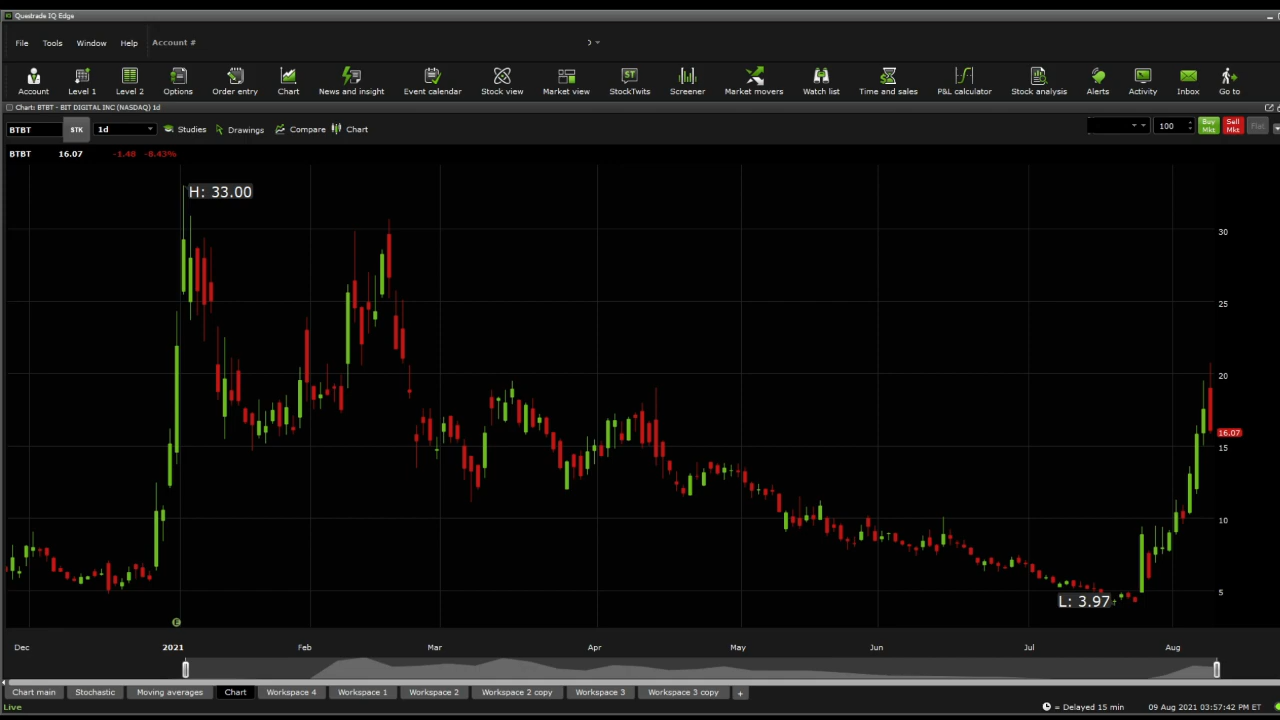 Questrade IQ Edge
File Tools Window Help Account #
Account Level 1 Level 2 Options Order entry Chart News and insight Event calendar Stock view Market view StockTwits Screener Market movers Watch list Time and sales P&L calculator Stock analysis Alerts Activity Inbox Go to
Chart: BTBT - BIT DIGITAL INC (NASDAQ) 1d
BTBT STK 1d Studies Drawings Compare Chart 100 Buy Mkt Sell Mkt Flat
BTBT 16.07 -1.48 -8.43%
H: 33.00
30
25
20
16.07
15
10
5
L: 3.97
E
Dec 2021 Feb Mar Apr May Jun Jul Aug
Chart main Stochastic Moving averages Chart Workspace 4 Workspace 1 Workspace 2 Workspace 2 copy Workspace 3 Workspace 3 copy +
Live = Delayed 15 min 09 Aug 2021 03:57:42 PM ET